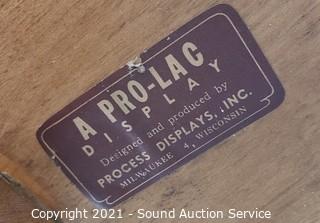 A PRO-LAC
DISPLAY
Designed and produced by
PROCESS DISPLAYS, INC.
MILWAUKEE 4, WISCONSIN
Copyright 2021 - Sound Auction Service